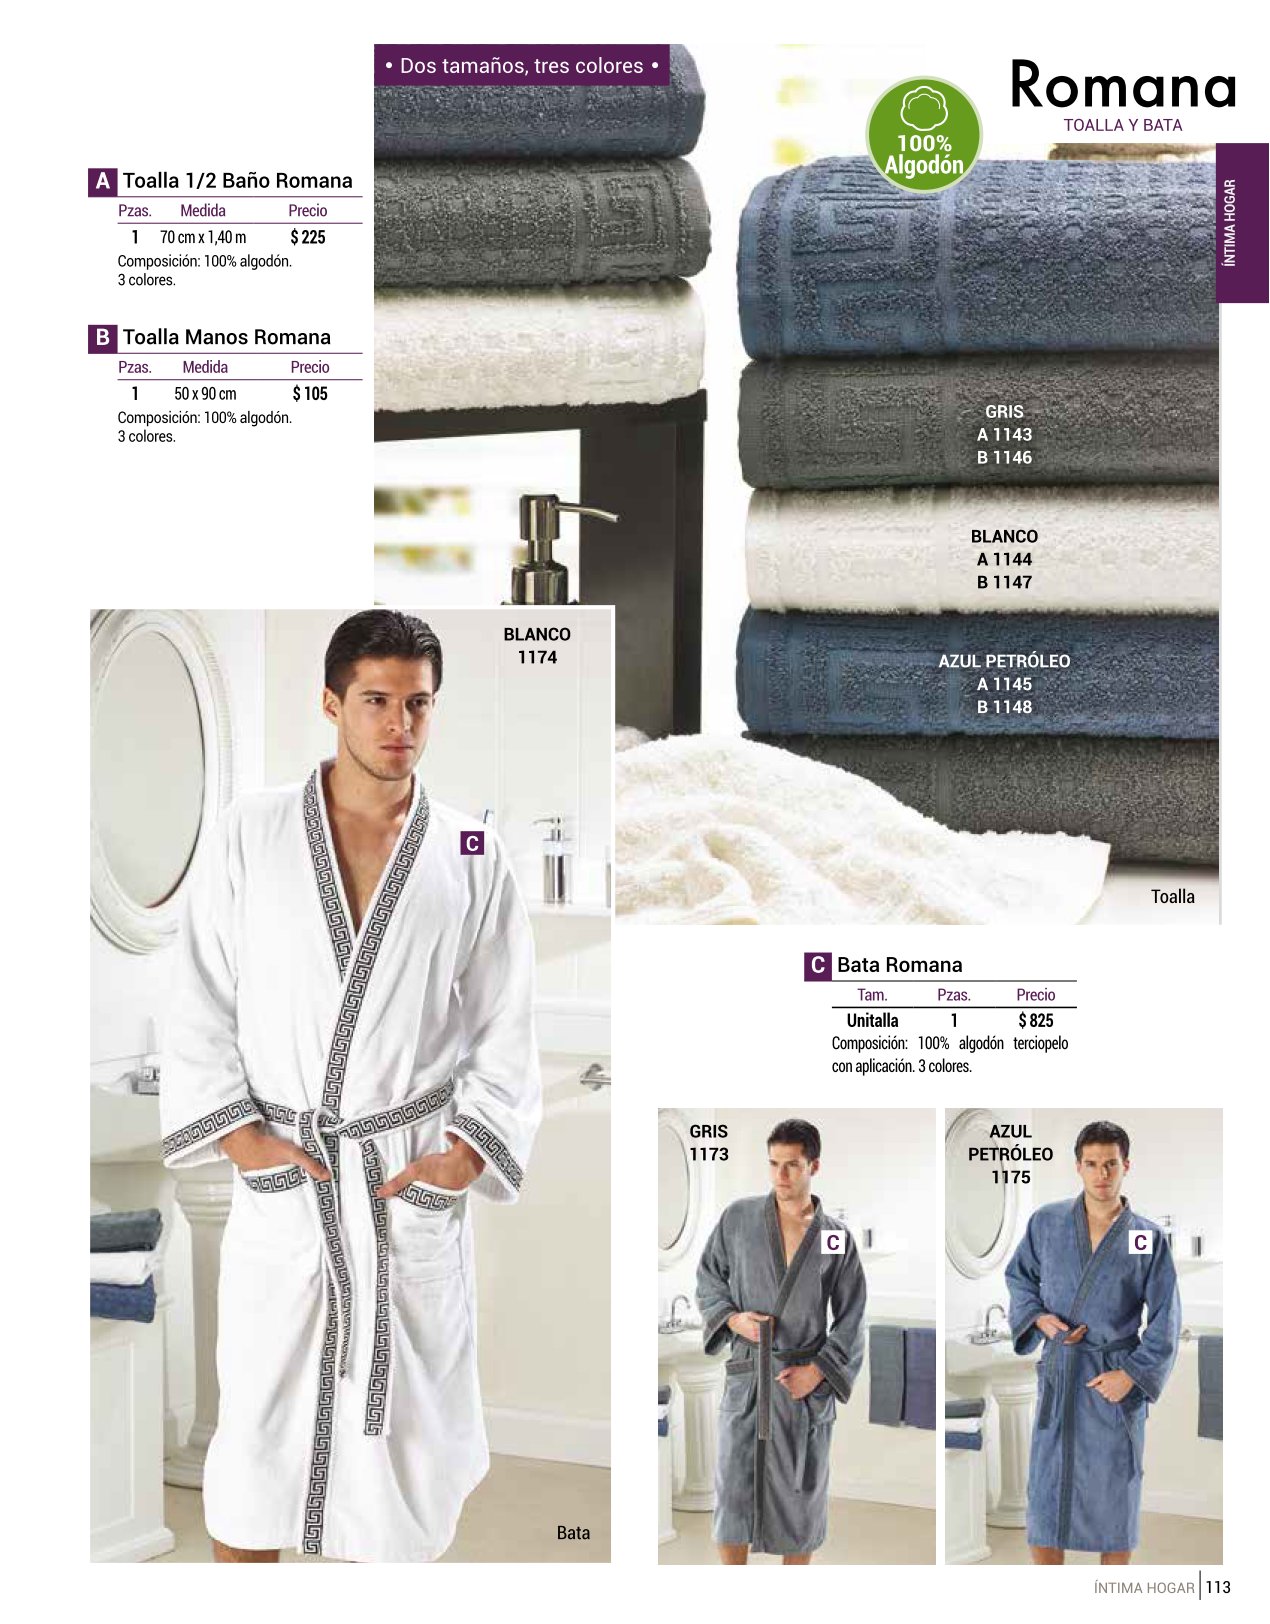 • Dos tamaños, tres colores •
Romana
TOALLA Y BATA
100%
Algodón
ÍNTIMA HOGAR
A Toalla 1/2 Baño Romana
Pzas. Medida Precio
1 70 cm x 1,40 m $ 225
Composición: 100% algodón.
3 colores.
B Toalla Manos Romana
Pzas. Medida Precio
1 50 x 90 cm $ 105
Composición: 100% algodón.
3 colores.
GRIS
A 1143
B 1146
BLANCO
A 1144
B 1147
AZUL PETRÓLEO
A 1145
B 1148
Toalla
BLANCO
1174
C
Bata
C Bata Romana
Tam. Pzas. Precio
Unitalla 1 $ 825
Composición: 100% algodón terciopelo
con aplicación. 3 colores.
GRIS
1173
C
AZUL
PETRÓLEO
1175
C
ÍNTIMA HOGAR 113